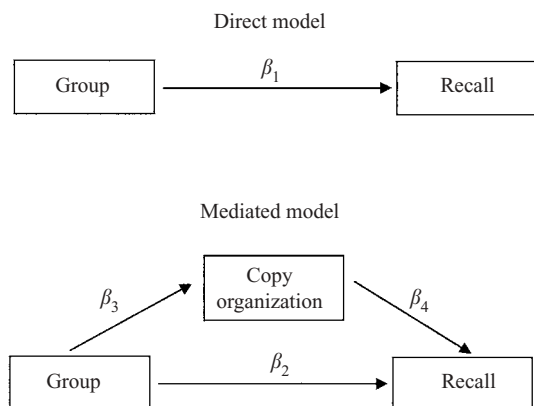 Direct model
β1
Group
Recall
Mediated model
Copy
organization
β3
β4
β2
Group
Recall